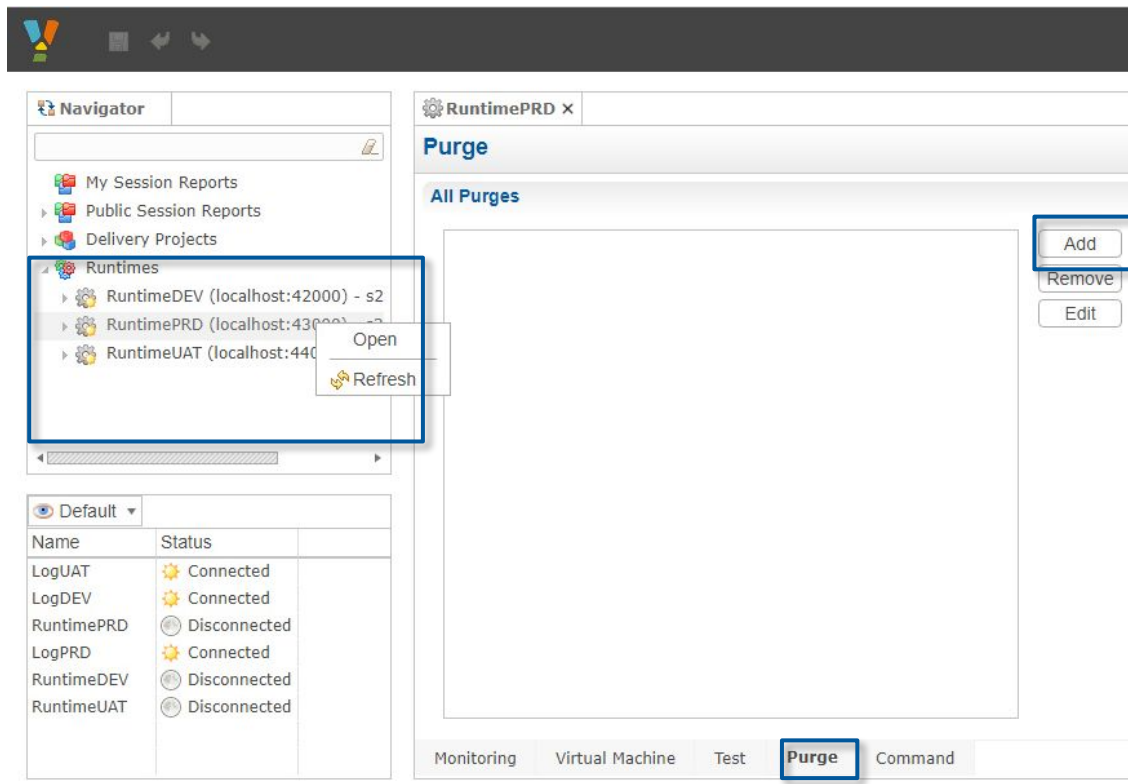 Navigator
My Session Reports
Public Session Reports
Delivery Projects
Runtimes
RuntimeDEV (localhost:42000) - s2
RuntimePRD (localhost:43000) - s2
RuntimeUAT (localhost:440
Open
Refresh
Default
Name Status
LogUAT Connected
LogDEV Connected
RuntimePRD Disconnected
LogPRD Connected
RuntimeDEV Disconnected
RuntimeUAT Disconnected
RuntimePRD
Purge
All Purges
Add
Remove
Edit
Monitoring Virtual Machine Test Purge Command